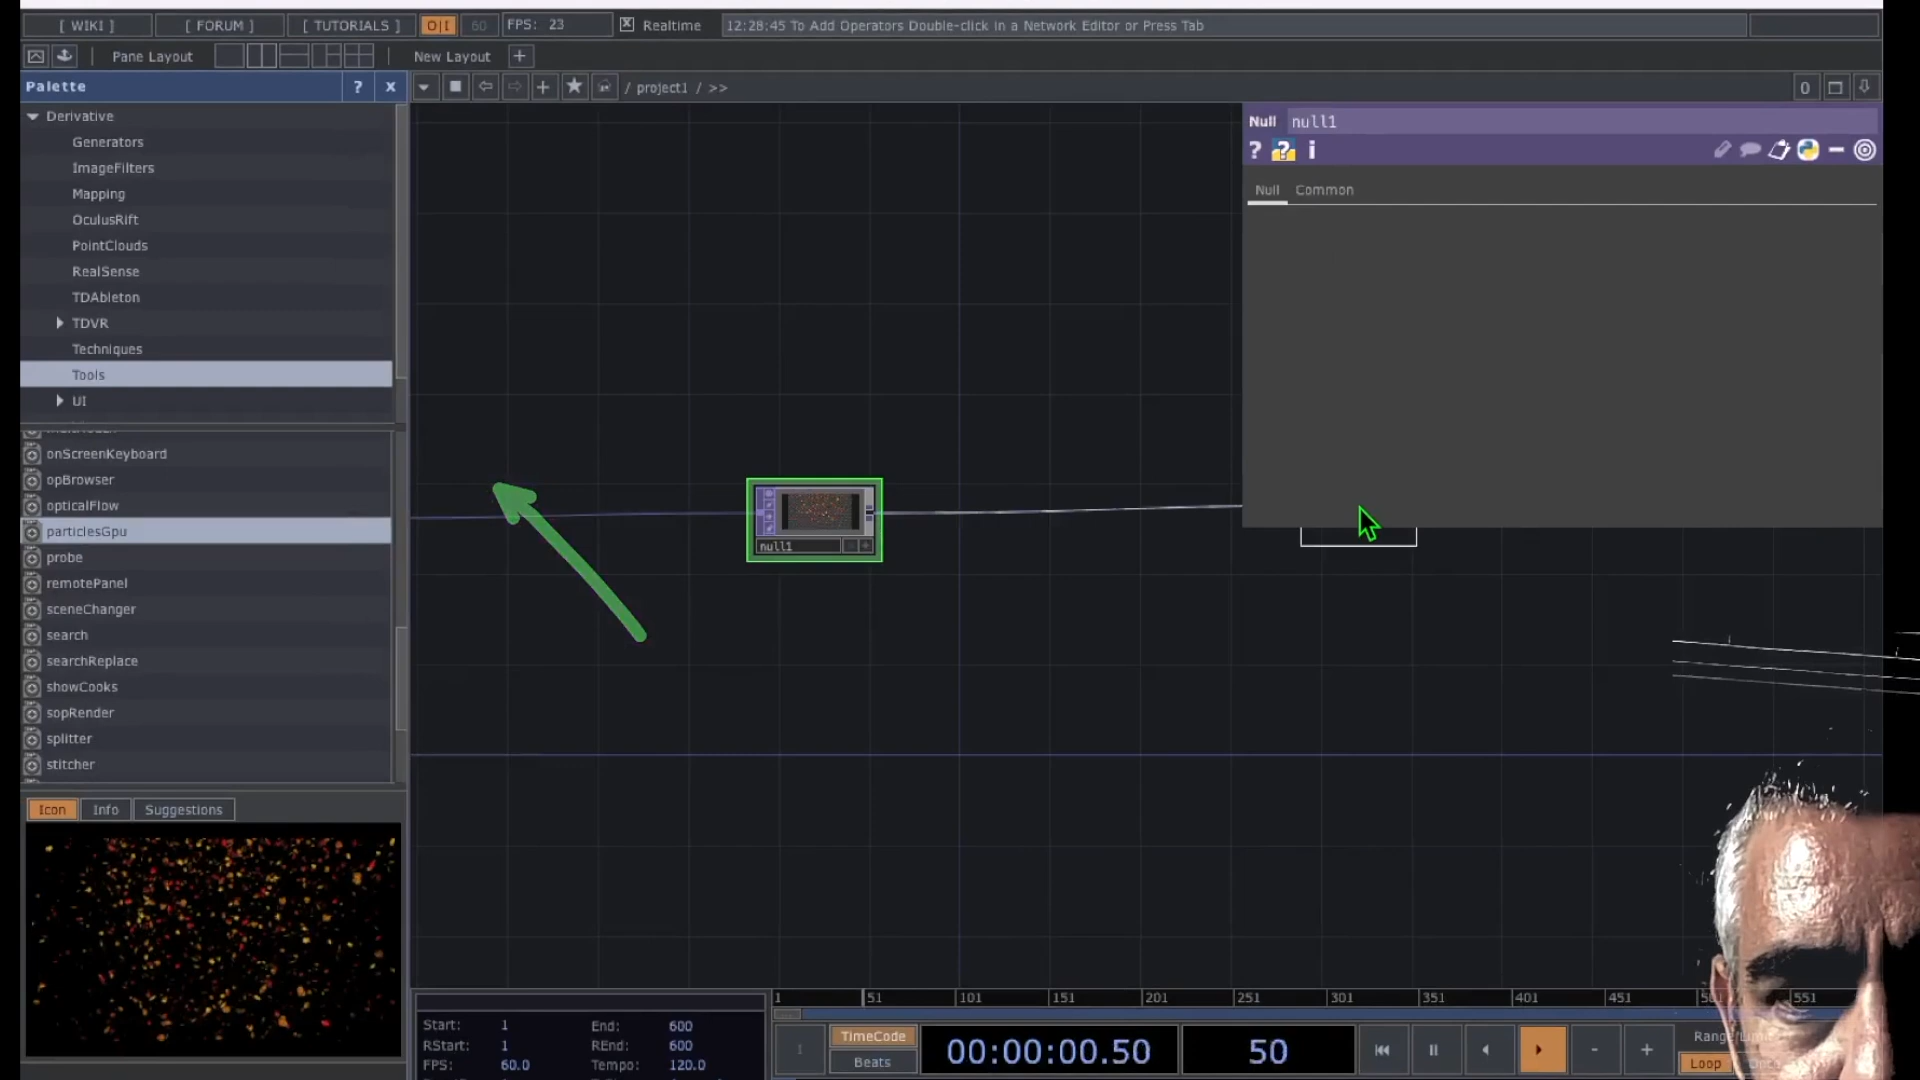 [ WIKI ]
[ FORUM ]
[ TUTORIALS ]
O|I
60
FPS: 23
Realtime
12:28:45 To Add Operators Double-click in a Network Editor or Press Tab
Pane Layout
New Layout
+
Palette
?
x
/ project1 / >>
0
Derivative
Generators
ImageFilters
Mapping
OculusRift
PointClouds
RealSense
TDAbleton
TDVR
Techniques
Tools
UI
onScreenKeyboard
opBrowser
opticalFlow
particlesGpu
probe
remotePanel
sceneChanger
search
searchReplace
showCooks
sopRender
splitter
stitcher
Icon
Info
Suggestions
Null
null1
? ? i
Null
Common
null1
1
51
101
151
201
251
301
351
401
451
551
Start: 1
End: 600
RStart: 1
REnd: 600
FPS: 60.0
Tempo: 120.0
TimeCode
Beats
00:00:00.50
50
-
+
Loop